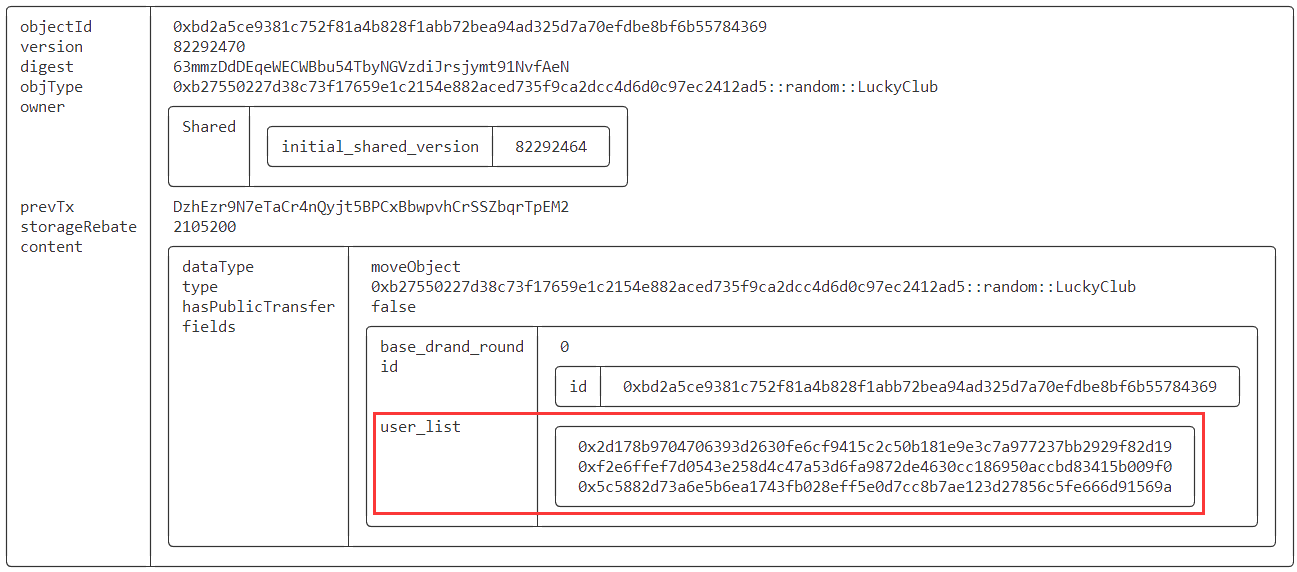 objectId 0xbd2a5ce9381c752f81a4b828f1abb72bea94ad325d7a70efdbe8bf6b55784369
version 82292470
digest 63mmzDdDEqeWECWBbu54TbyNGVzdiJrsjymt91NvfAeN
objType 0xb27550227d38c73f17659e1c2154e882aced735f9ca2dcc4d6d0c97ec2412ad5::random::LuckyClub
owner
Shared
initial_shared_version 82292464
prevTx DzhEzr9N7eTaCr4nQyjt5BPCxBbwpvhCrSSZbqrTpEM2
storageRebate 2105200
content
dataType moveObject
type 0xb27550227d38c73f17659e1c2154e882aced735f9ca2dcc4d6d0c97ec2412ad5::random::LuckyClub
hasPublicTransfer false
fields
base_drand_round 0
id
id 0xbd2a5ce9381c752f81a4b828f1abb72bea94ad325d7a70efdbe8bf6b55784369
user_list
0x2d178b9704706393d2630fe6cf9415c2c50b181e9e3c7a977237bb2929f82d19
0xf2e6ffef7d0543e258d4c47a53d6fa9872de4630cc186950accbd83415b009f0
0x5c5882d73a6e5b6ea1743fb028eff5e0d7cc8b7ae123d27856c5fe666d91569a